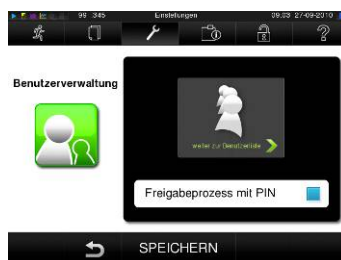 99 345 Einstellungen 09:03 27-09-2010
Benutzerverwaltung
weiter zur Benutzerliste
Freigabeprozess mit PIN
SPEICHERN